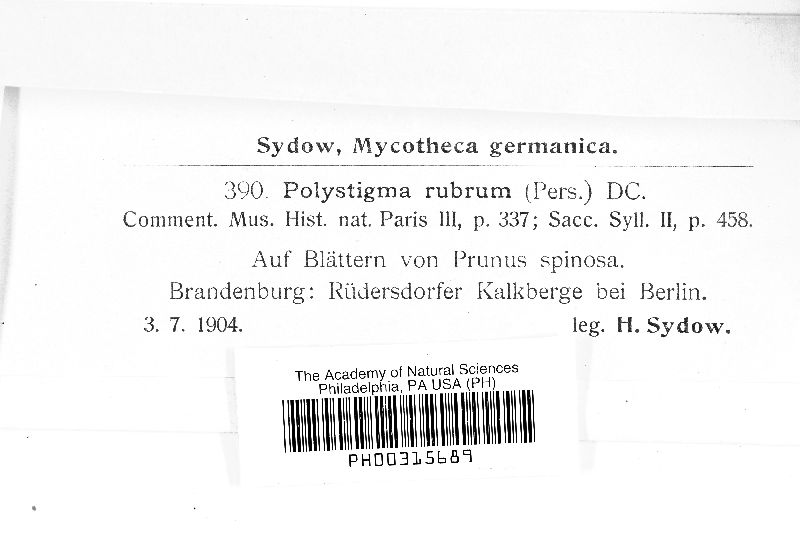 Sydow, Mycotheca germanica.
390. Polystigma rubrum (Pers.) DC.
Comment. Mus. Hist. nat. Paris III, p. 337; Sacc. Syll. II, p. 458.
Auf Blättern von Prunus spinosa.
Brandenburg: Rüdersdorfer Kalkberge bei Berlin.
3. 7. 1904. leg. H. Sydow.
The Academy of Natural Sciences
Philadelphia, PA USA (PH)
PH00315689